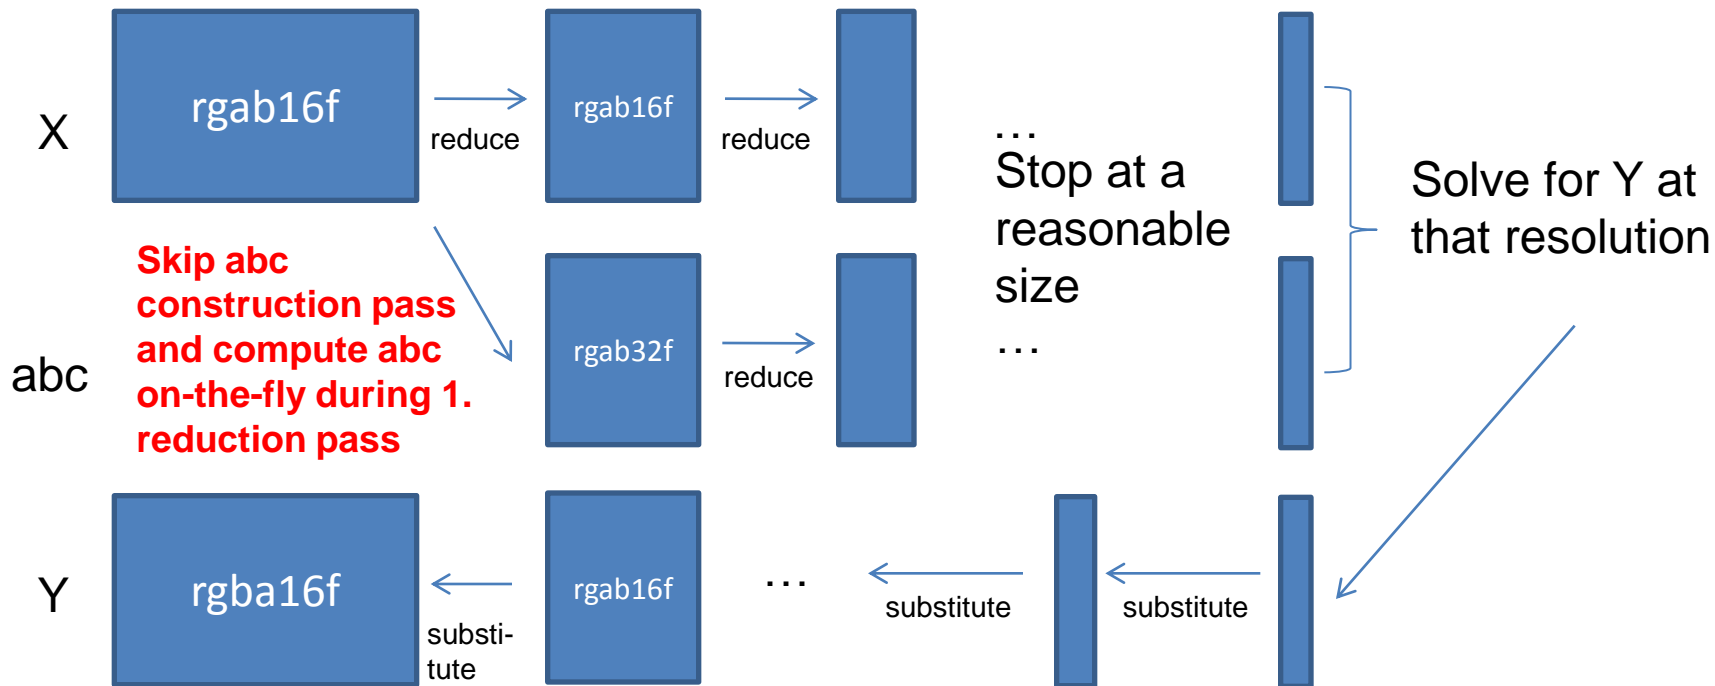 X
rgab16f
reduce
rgab16f
reduce
...
Stop at a
reasonable
size
...
Solve for Y at
that resolution
Skip abc
construction pass
and compute abc
on-the-fly during 1.
reduction pass
abc
rgab32f
reduce
Y
rgba16f
substi-
tute
rgab16f
...
substitute
substitute